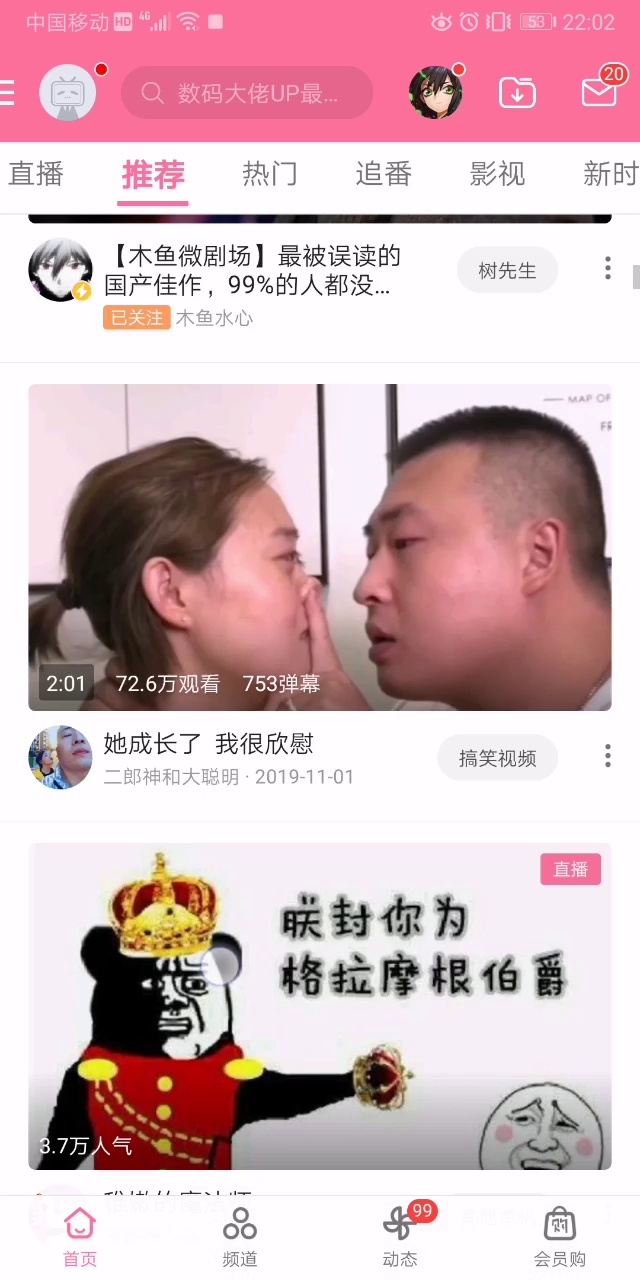 中国移动 HD 4G 53 22:02
数码大佬UP最... 20
直播 推荐 热门 追番 影视 新时
【木鱼微剧场】最被误读的
国产佳作，99%的人都没...
树先生
已关注 木鱼水心
MAP OF
FR
2:01 72.6万观看 753弹幕
她成长了 我很欣慰
二郎神和大聪明 · 2019-11-01
搞笑视频
直播
朕封你为
格拉摩根伯爵
3.7万人气
99
首页 频道 动态 会员购